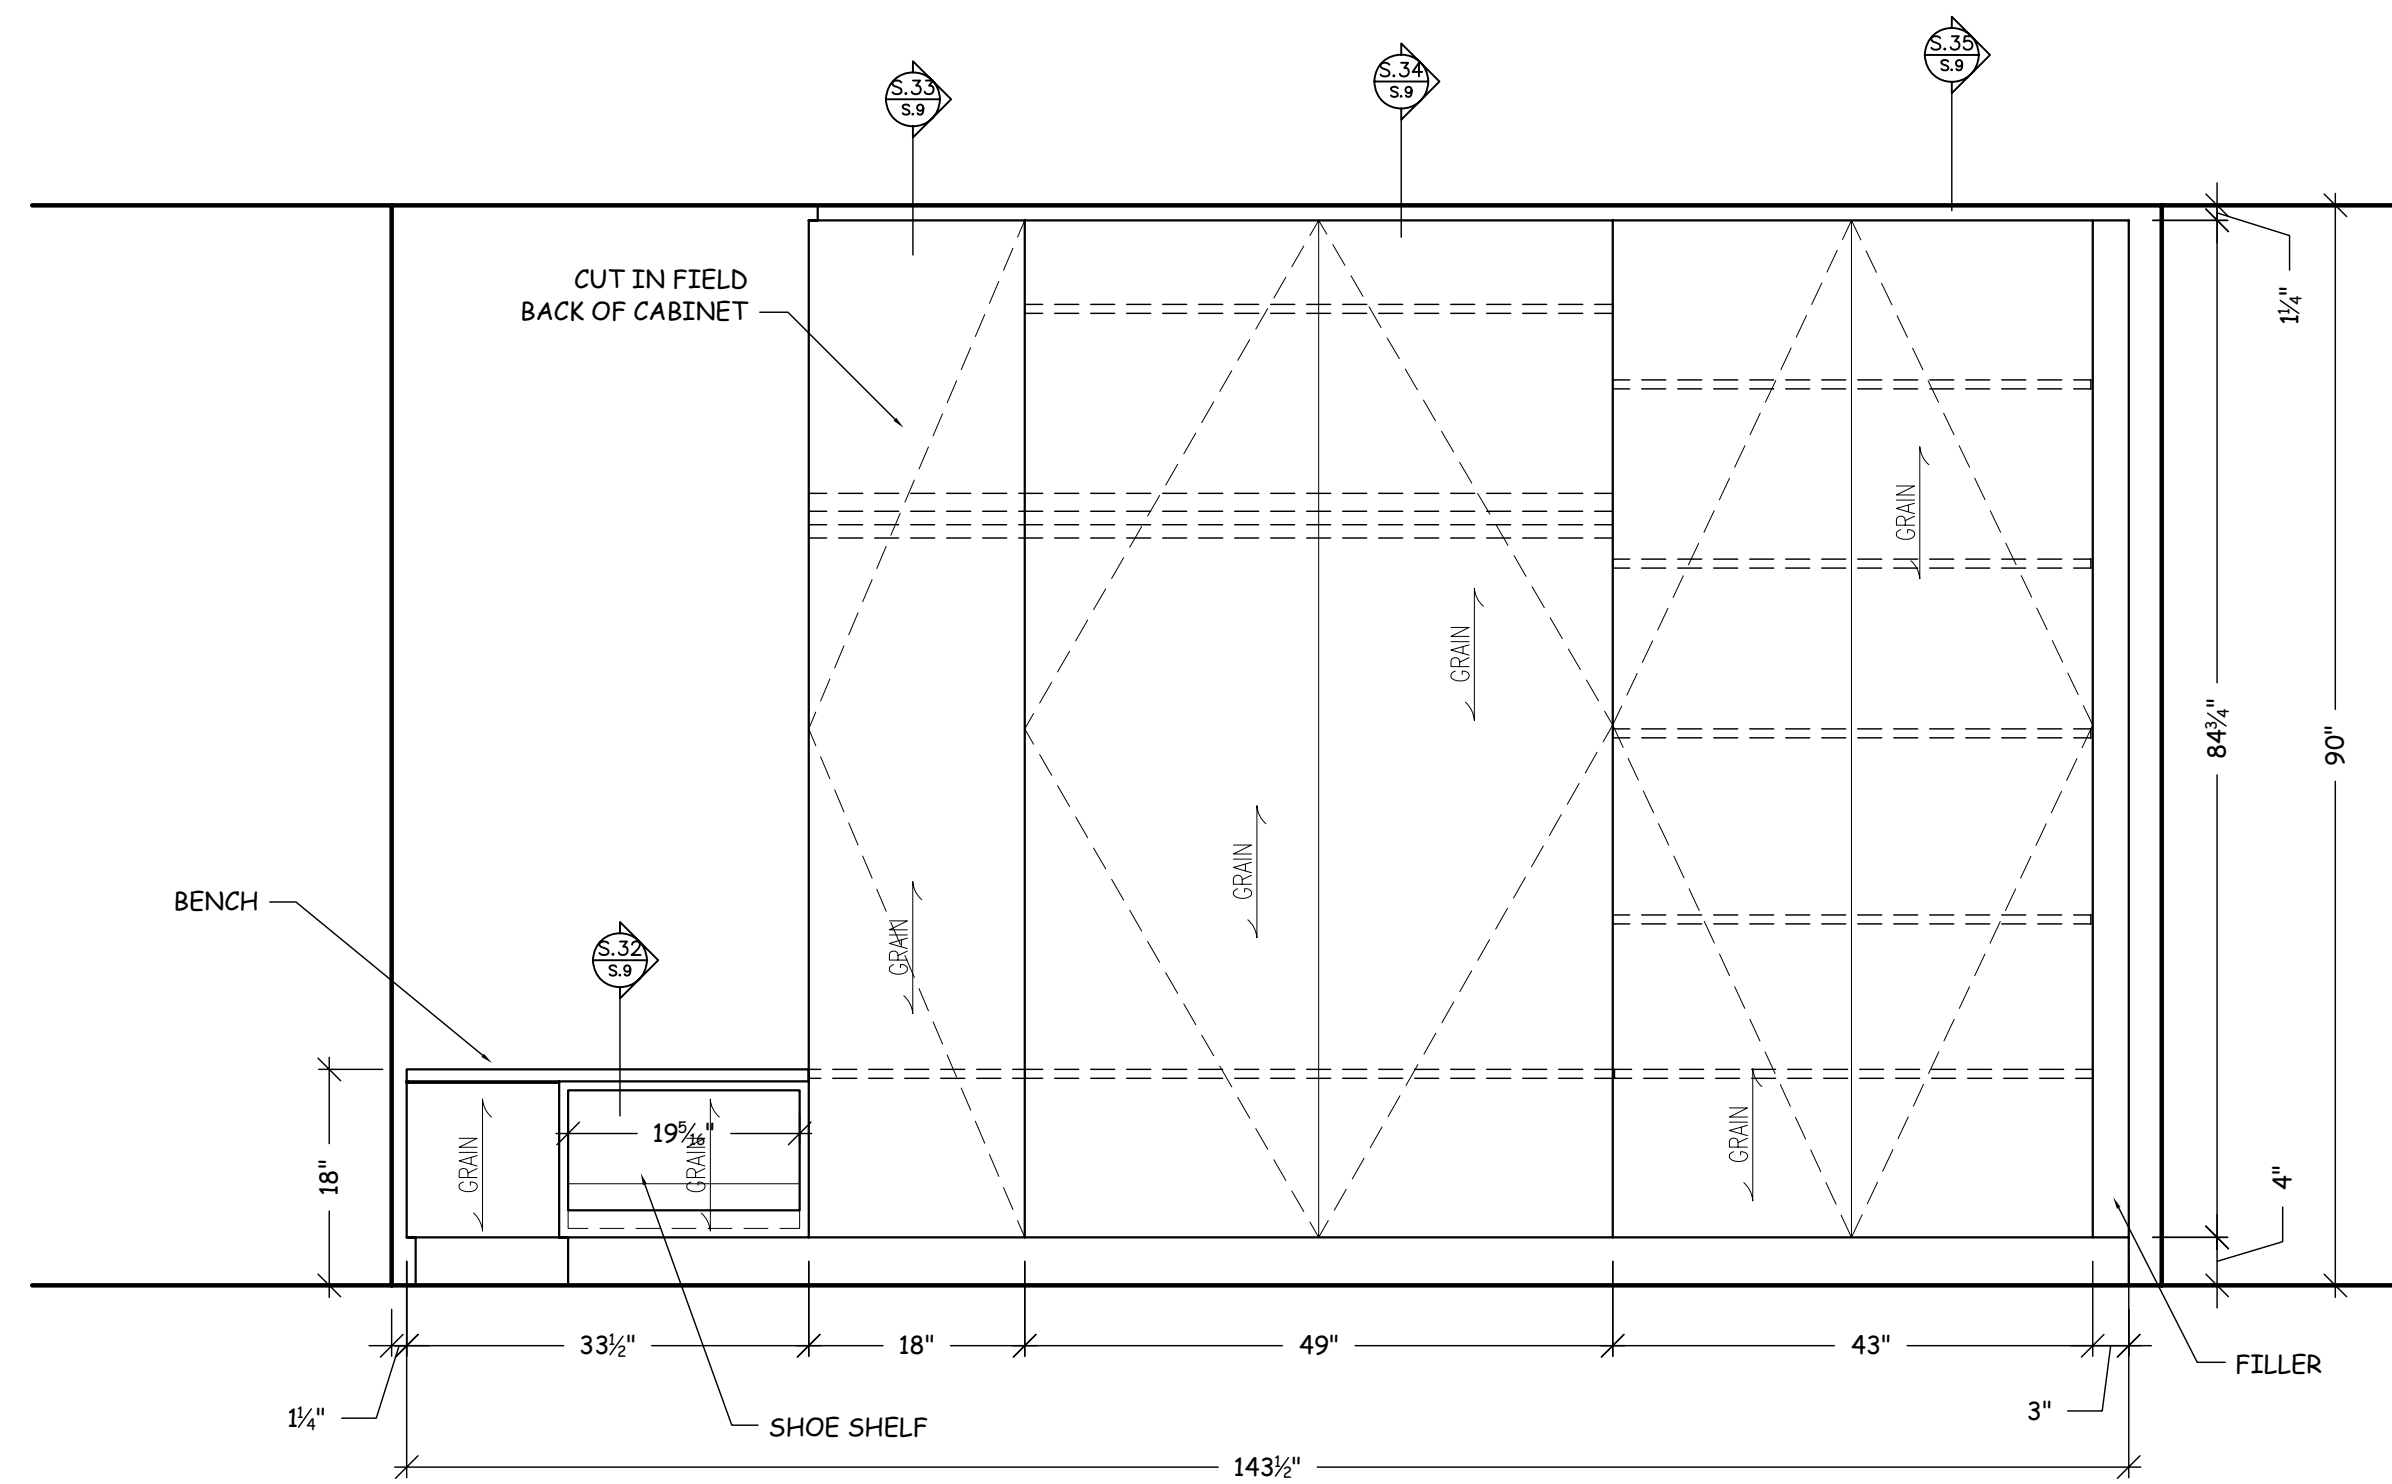 S.35
S.9
S.34
S.9
S.33
S.9
CUT IN FIELD
BACK OF CABINET
1¼"
GRAIN
GRAIN
84¾"
90"
GRAIN
BENCH
GRAIN
S.32
S.9
19⁵⁄₁₆"
GRAIN
GRAIN
GRAIN
18"
4"
33½"
18"
49"
43"
FILLER
1¼"
SHOE SHELF
3"
143½"